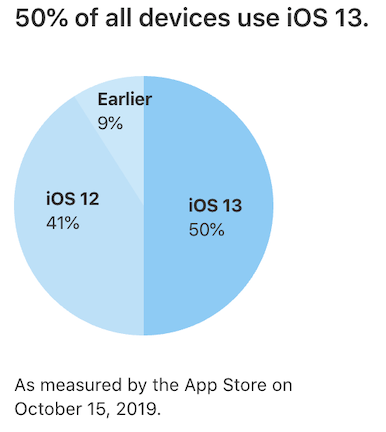 50% of all devices use iOS 13.
Earlier
9%
iOS 12
41%
iOS 13
50%
As measured by the App Store on
October 15, 2019.